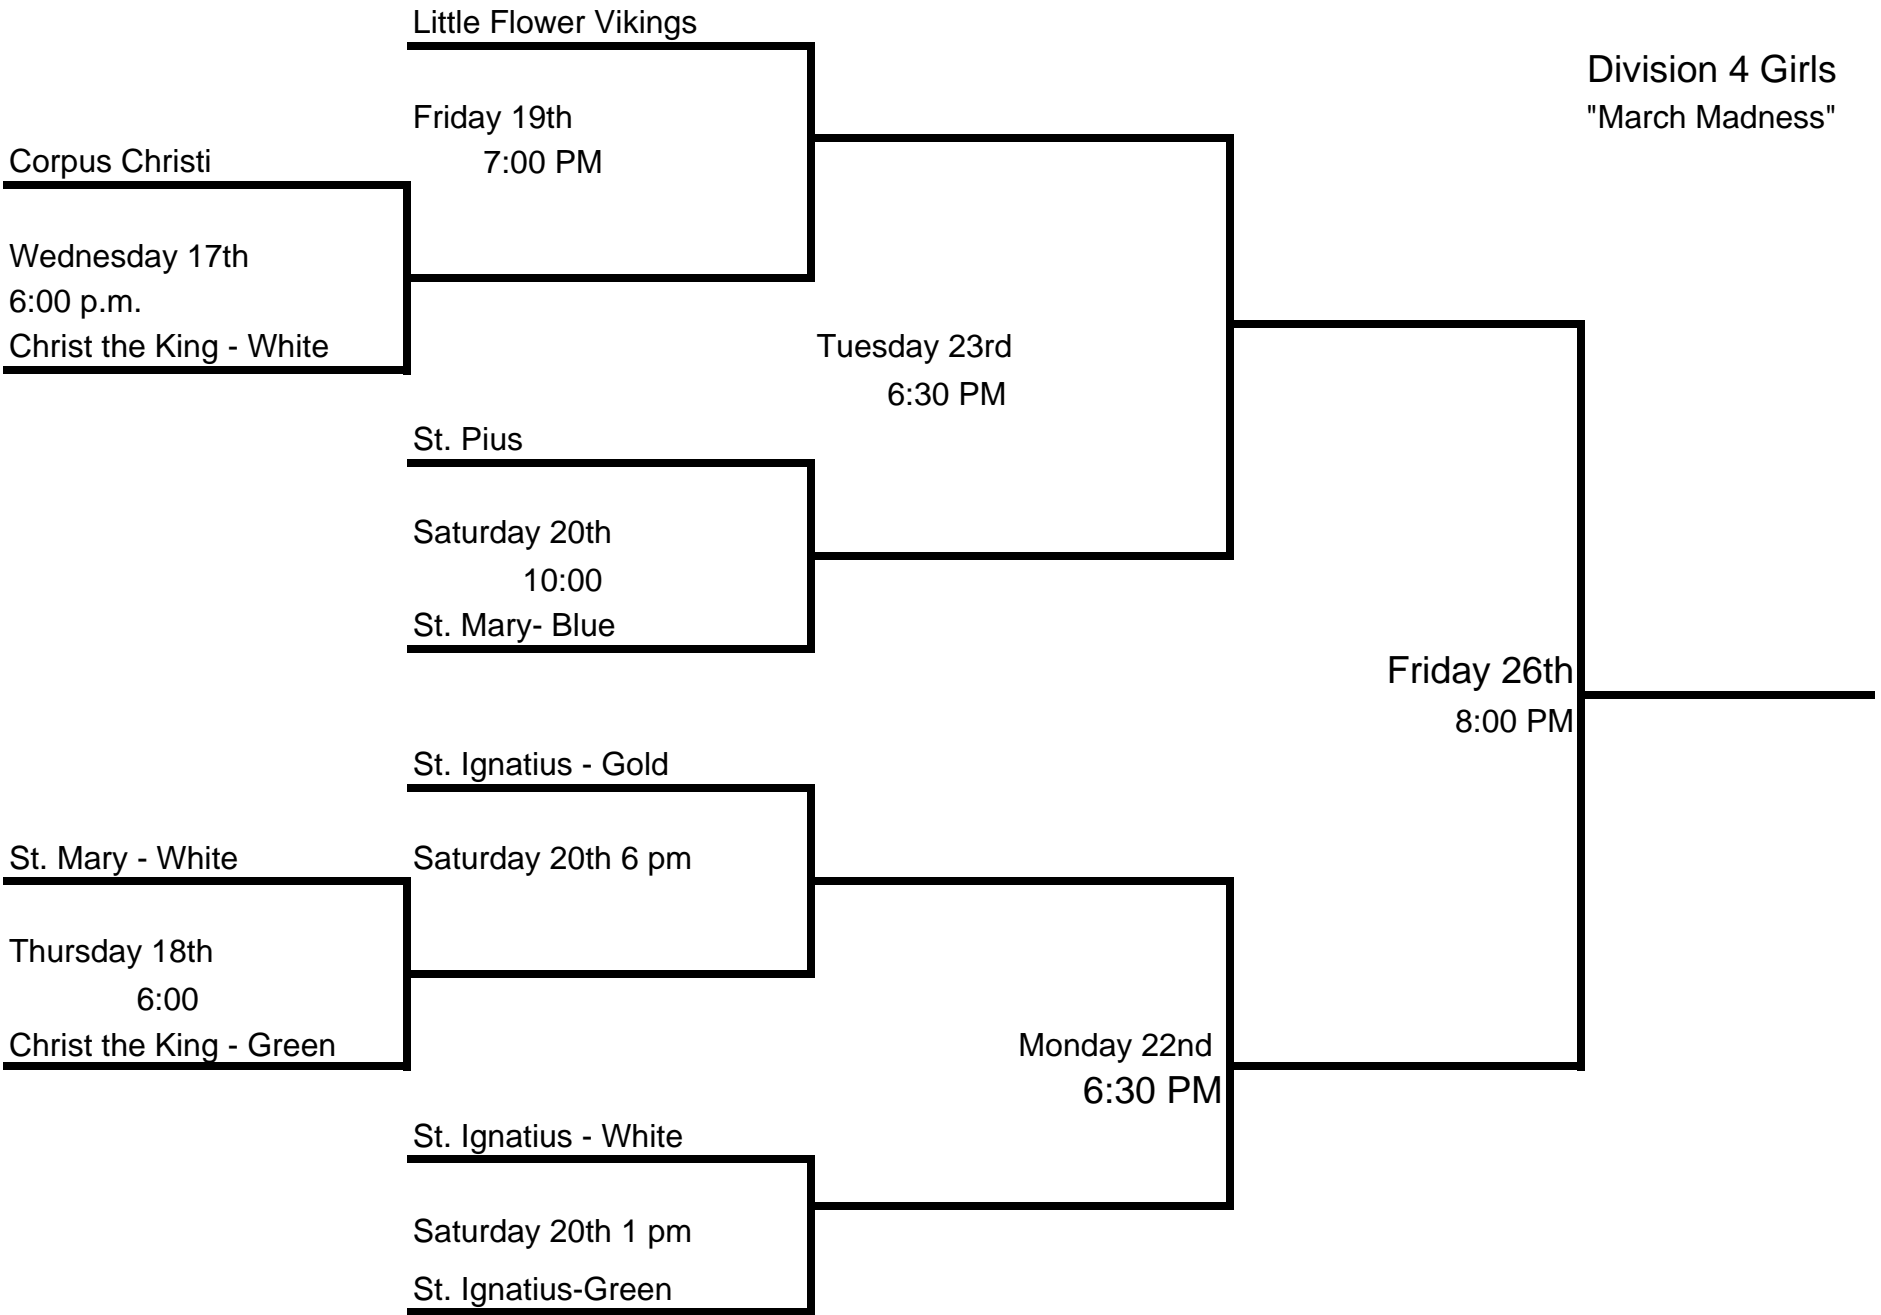 Little Flower Vikings
Division 4 Girls
"March Madness"
Friday 19th
7:00 PM
Corpus Christi
Wednesday 17th
6:00 p.m.
Christ the King - White
Tuesday 23rd
6:30 PM
St. Pius
Saturday 20th
10:00
St. Mary- Blue
Friday 26th
8:00 PM
St. Ignatius - Gold
St. Mary - White
Saturday 20th 6 pm
Thursday 18th
6:00
Christ the King - Green
Monday 22nd
6:30 PM
St. Ignatius - White
Saturday 20th 1 pm
St. Ignatius-Green